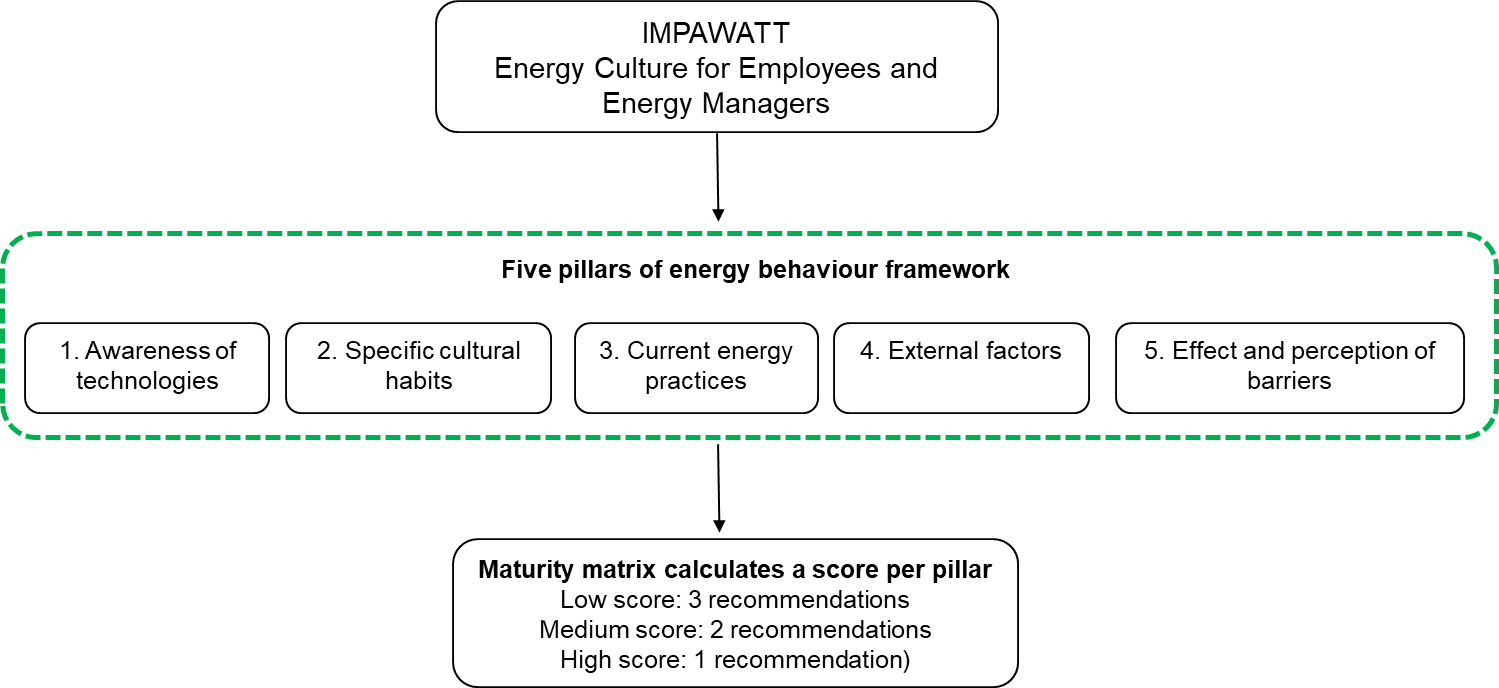 IMPAWATT
Energy Culture for Employees and
Energy Managers
Five pillars of energy behaviour framework
1. Awareness of
technologies
2. Specific cultural
habits
3. Current energy
practices
4. External factors
5. Effect and perception of
barriers
Maturity matrix calculates a score per pillar
Low score: 3 recommendations
Medium score: 2 recommendations
High score: 1 recommendation)